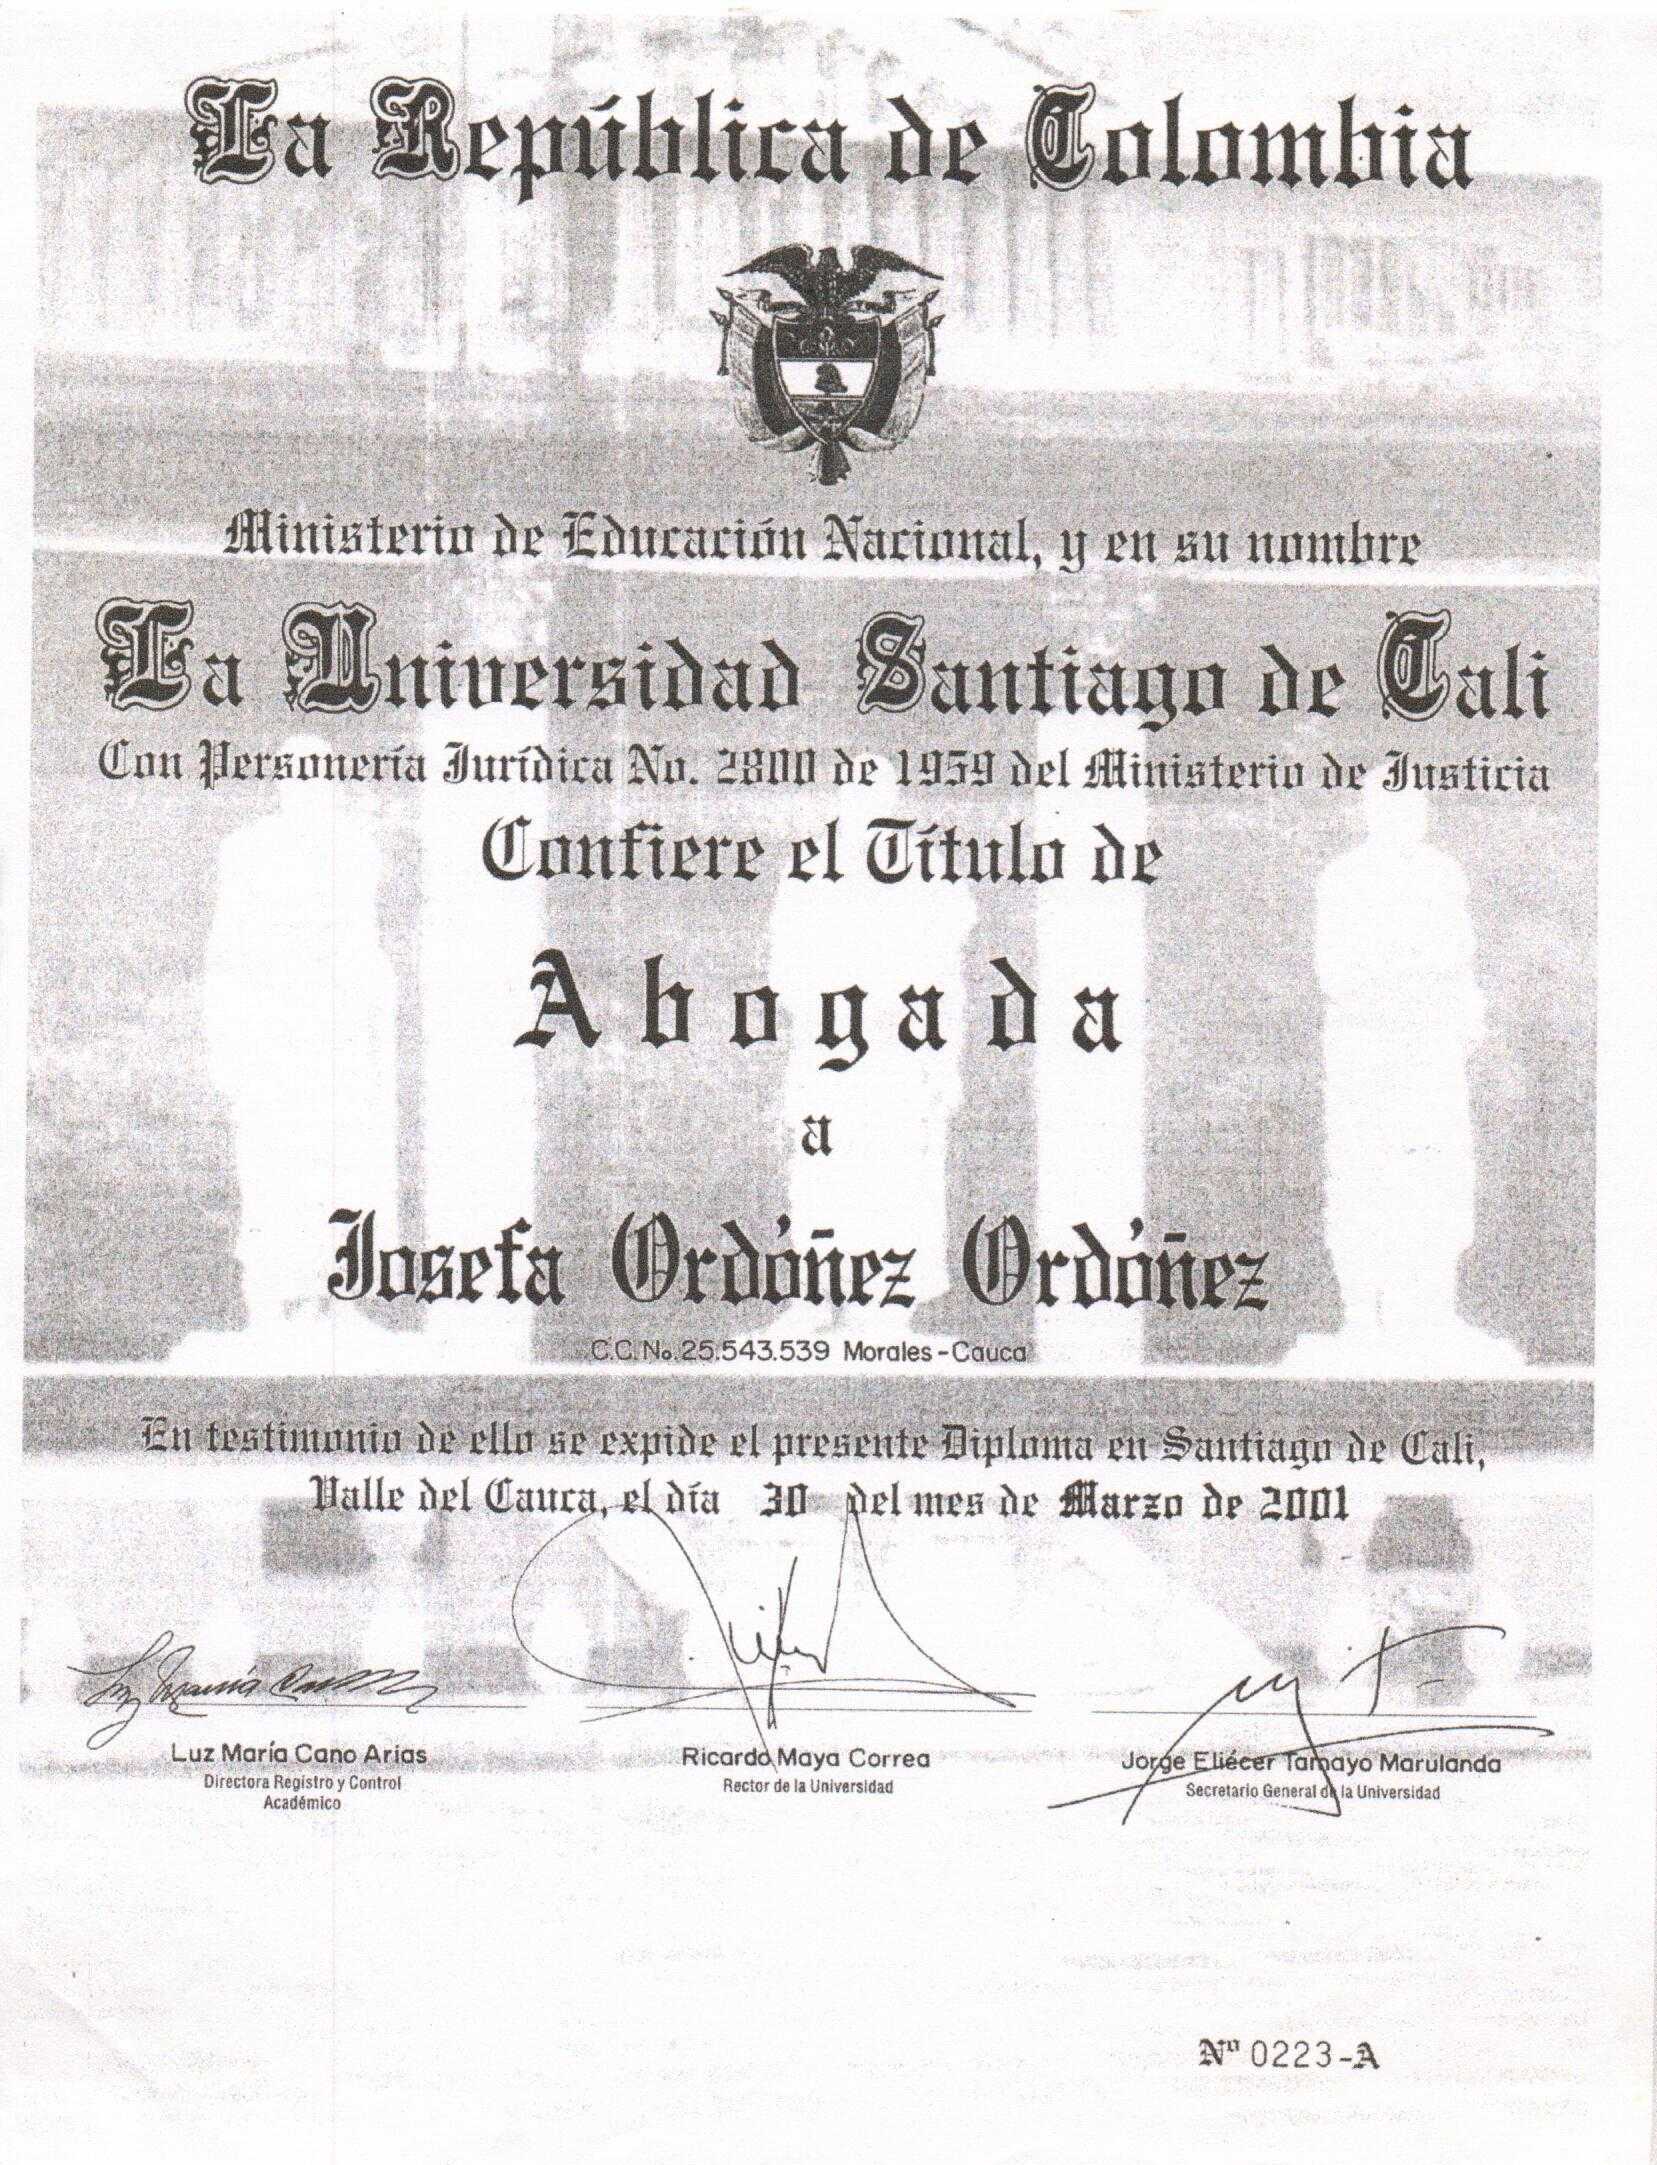 La República de Colombia
Ministerio de Educación Nacional, y en su nombre
La Universidad Santiago de Cali
Con Personería Jurídica No. 2800 de 1959 del Ministerio de Justicia
Confiere el Título de
Abogada
a
Josefa Ordóñez Ordóñez
C.C. No. 25.543.539 Morales-Cauca
En testimonio de ello se expide el presente Diploma en Santiago de Cali,
Valle del Cauca, el día 30 del mes de Marzo de 2001
Luz María Cano Arias
Directora Registro y Control
Académico
Ricardo Maya Correa
Rector de la Universidad
Jorge Eliécer Tamayo Marulanda
Secretario General de la Universidad
Nº 0223-A